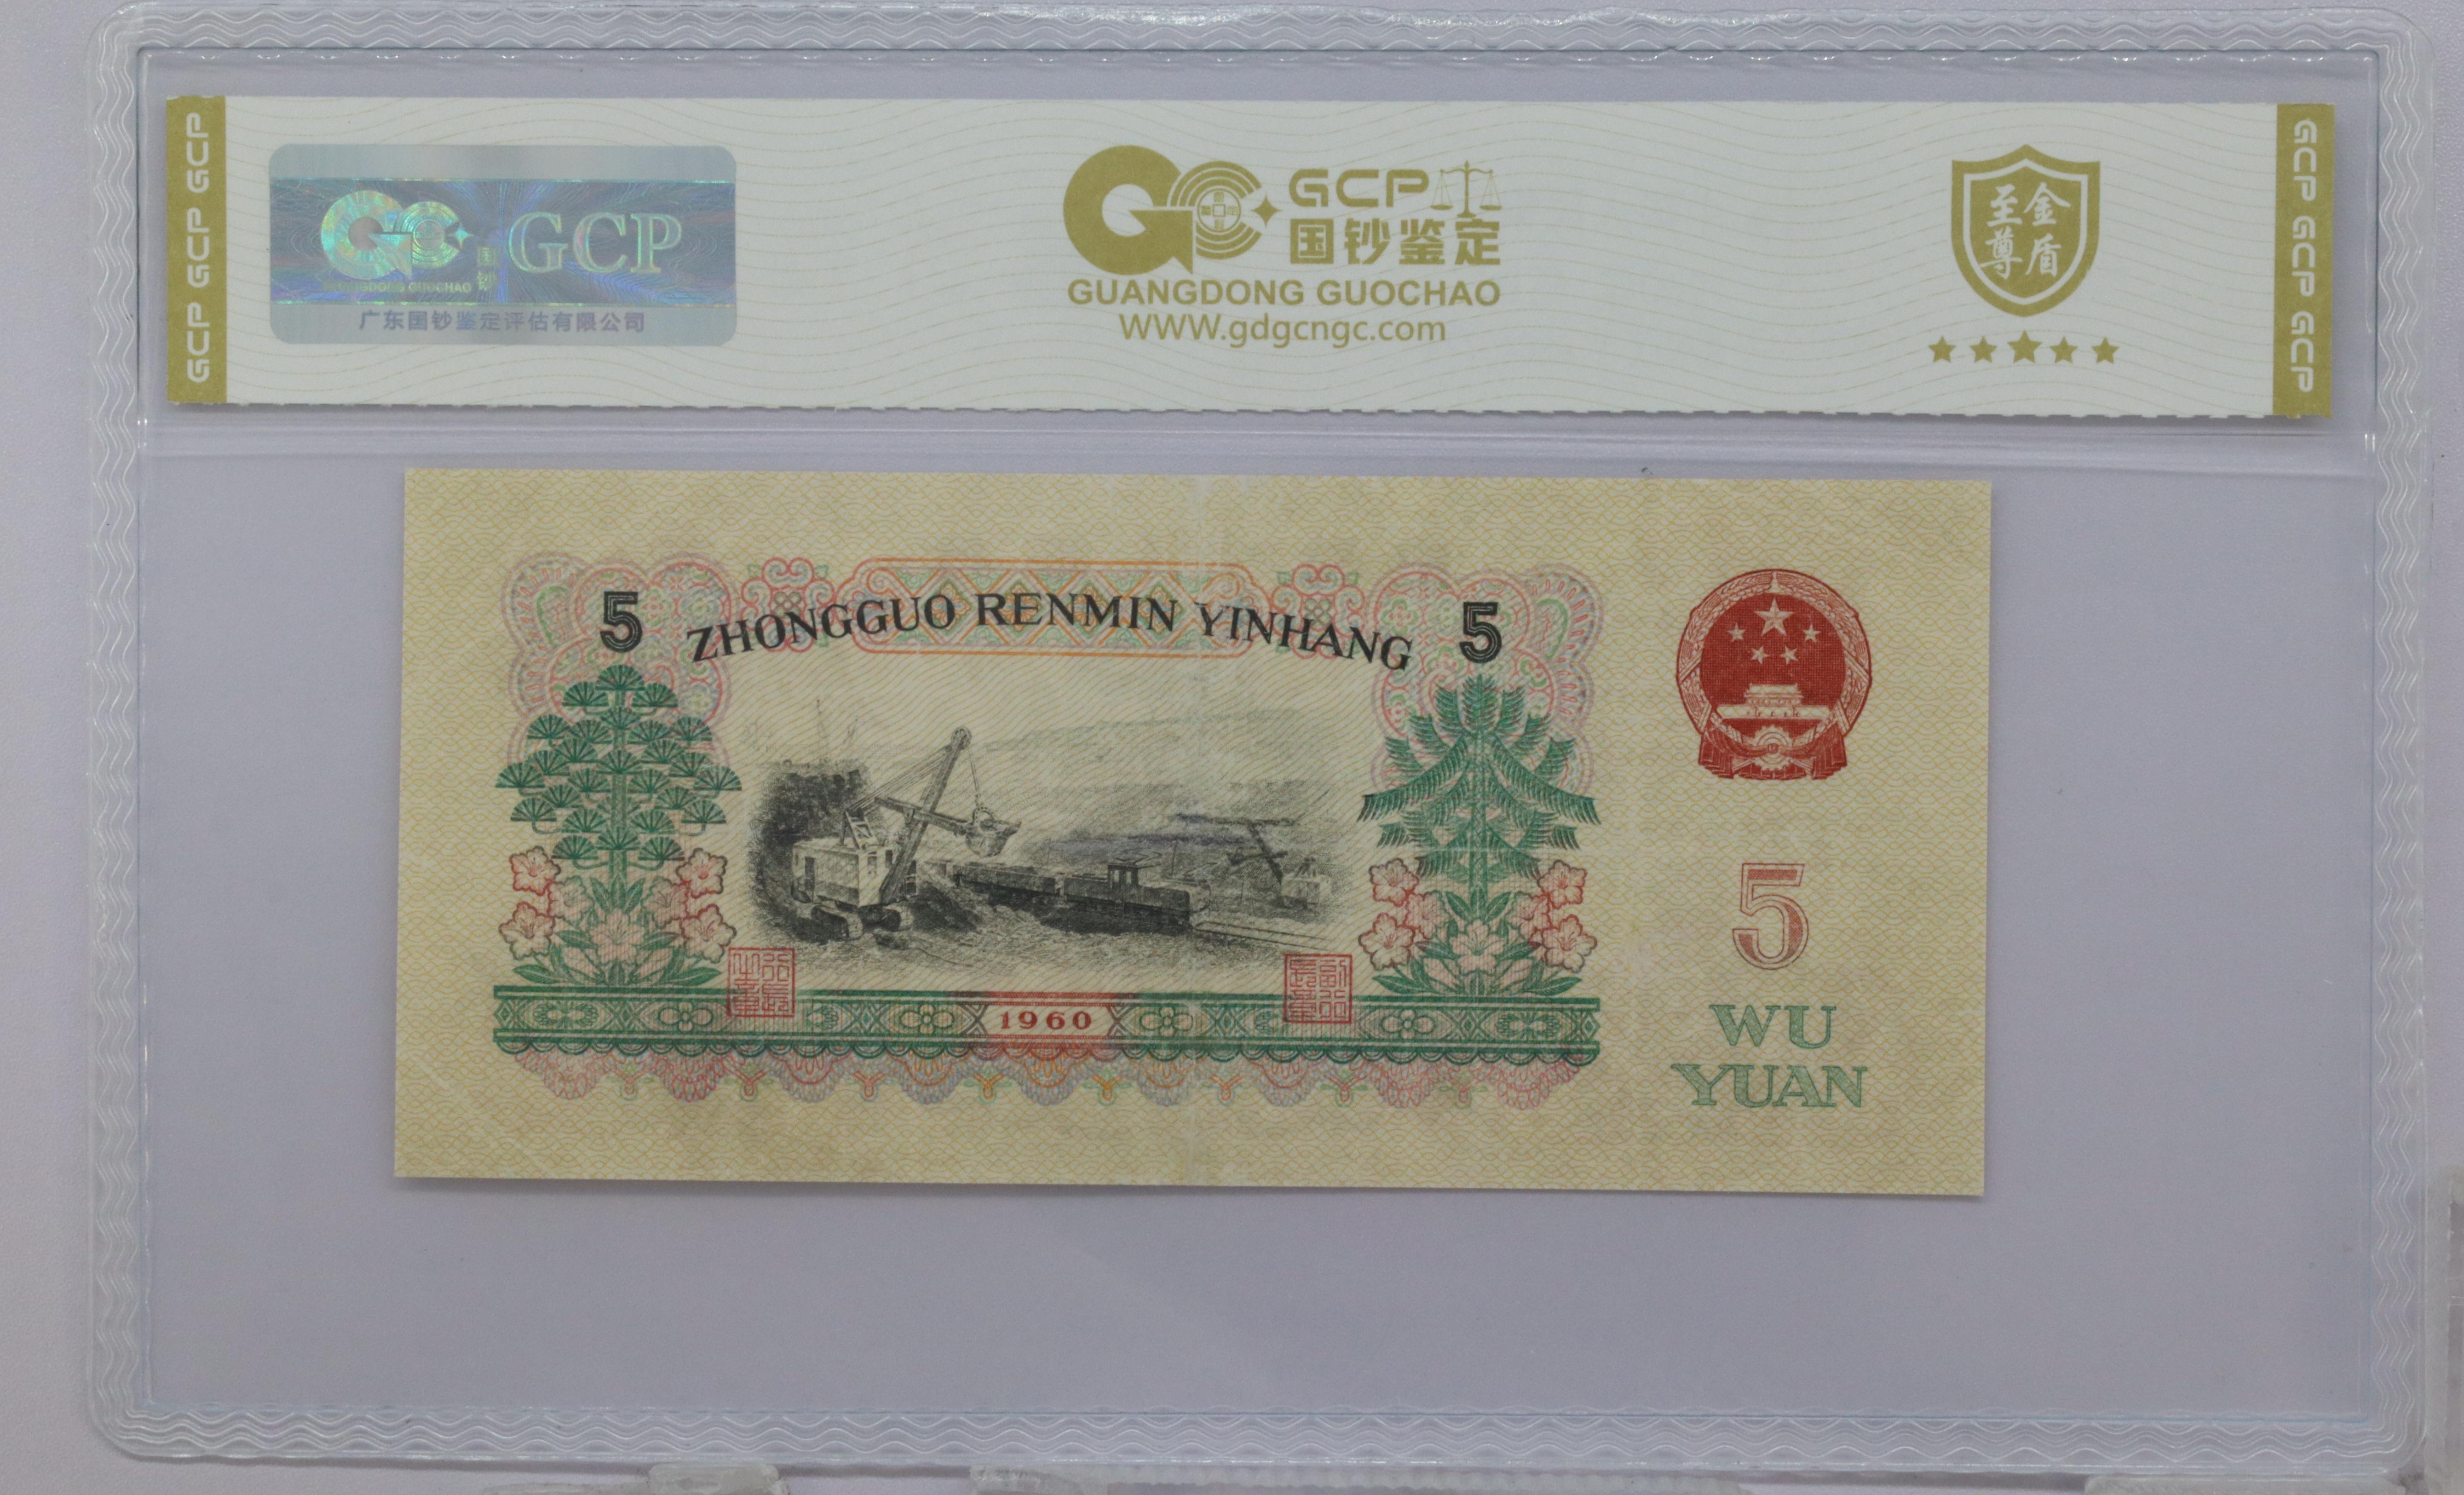 GCP GCP GCP
GCP
国钞
GUANGDONG GUOCHAO
广东国钞鉴定评估有限公司
GCP
国钞鉴定
GUANGDONG GUOCHAO
WWW.gdgcngc.com
至尊
金盾
GCP GCP GCP
5 ZHONGGUO RENMIN YINHANG 5
1960
5
WU
YUAN